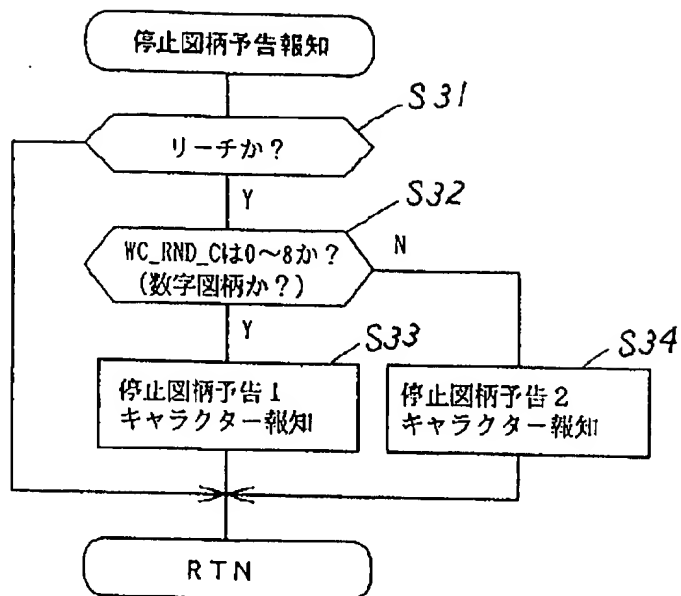 停止図柄予告報知
S31
リーチか？
Y
S32
WC_RND_Cは0～8か？
（数字図柄か？）
N
Y
S33
停止図柄予告1
キャラクター報知
S34
停止図柄予告2
キャラクター報知
RTN